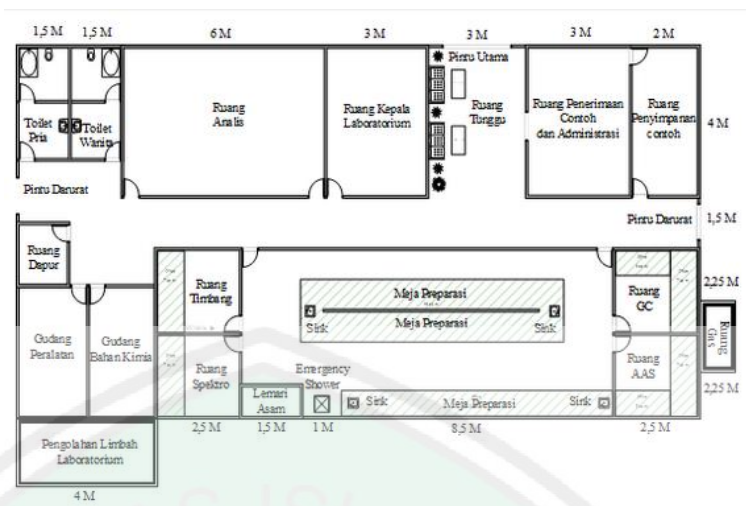 1,5 M 1,5 M 6 M 3 M 3 M 3 M 2 M
Pintu Utama
Ruang
Analis
Ruang Kepala
Laboratorium
Ruang
Tunggu
Ruang Penerimaan
Contoh
dan Administrasi
Ruang
Penyimpanan
contoh
4 M
Toilet
Pria
Toilet
Wanita
Pintu Darurat
Pintu Darurat
1,5 M
Ruang
Dapur
Ruang
Timbang
Meja Preparasi
Meja Preparasi
Sink
Sink
Ruang
GC
2,25 M
Ruang
Gas
Gudang
Peralatan
Gudang
Bahan Kimia
Ruang
Spektro
Lemari
Asam
Emergency
Shower
Sink
Meja Preparasi
Sink
Ruang
AAS
2,25 M
2,5 M 1,5 M 1 M 8,5 M 2,5 M
Pengolahan Limbah
Laboratorium
4 M